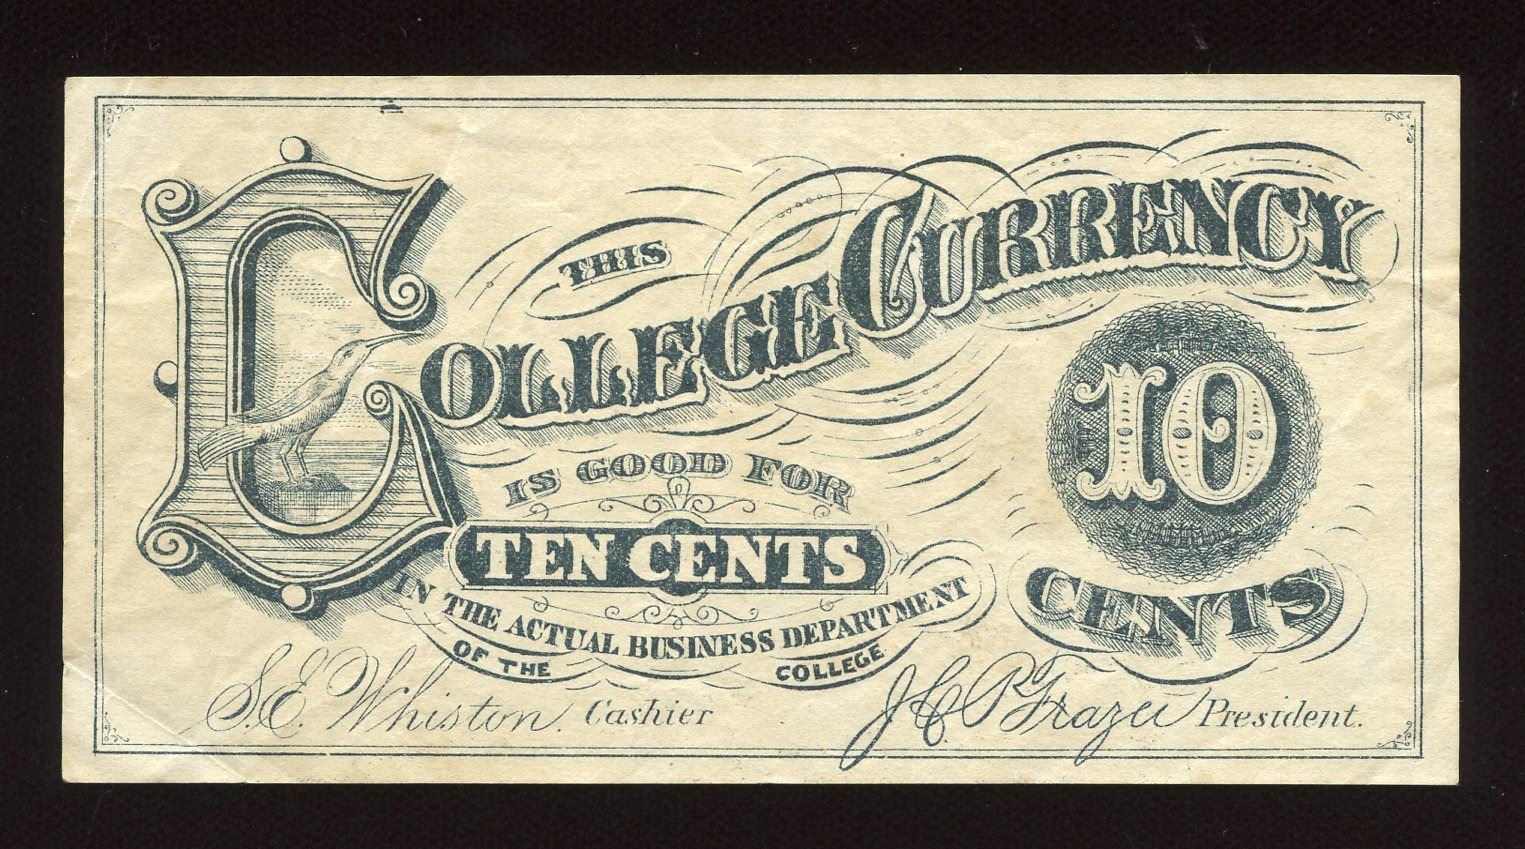 THIS
COLLEGE CURRENCY
IS GOOD FOR
TEN CENTS
IN THE ACTUAL BUSINESS DEPARTMENT
OF THE COLLEGE
10
CENTS
S. E. Whiston. Cashier
President.